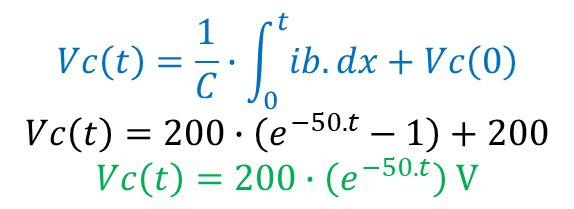 Vc(t) = 1/C · ∫₀ᵗ ib. dx + Vc(0)
Vc(t) = 200 · (e⁻⁵⁰·ᵗ − 1) + 200
Vc(t) = 200 · (e⁻⁵⁰·ᵗ) V